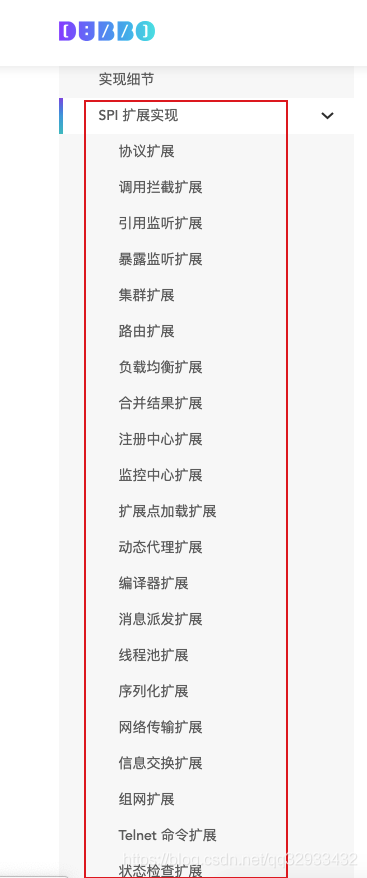 DUBBO
实现细节
SPI 扩展实现
协议扩展
调用拦截扩展
引用监听扩展
暴露监听扩展
集群扩展
路由扩展
负载均衡扩展
合并结果扩展
注册中心扩展
监控中心扩展
扩展点加载扩展
动态代理扩展
编译器扩展
消息派发扩展
线程池扩展
序列化扩展
网络传输扩展
信息交换扩展
组网扩展
Telnet 命令扩展
状态检查扩展
https://blog.csdn.net/qq32933432